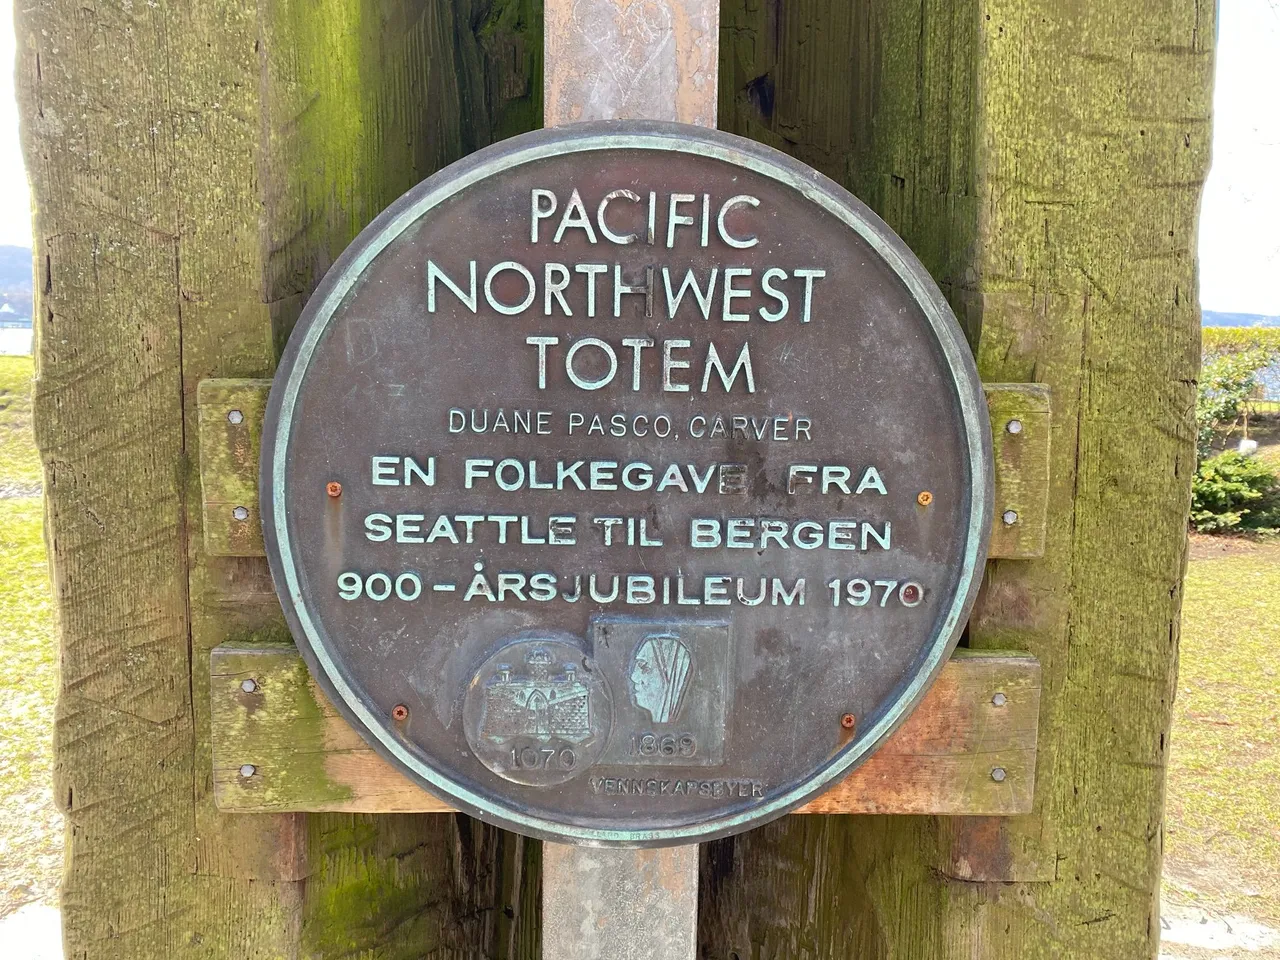 PACIFIC
NORTHWEST
TOTEM
DUANE PASCO, CARVER
EN FOLKEGAVE FRA
SEATTLE TIL BERGEN
900-ÅRSJUBILEUM 1970
1070
1869
VENNSKAPSBYER